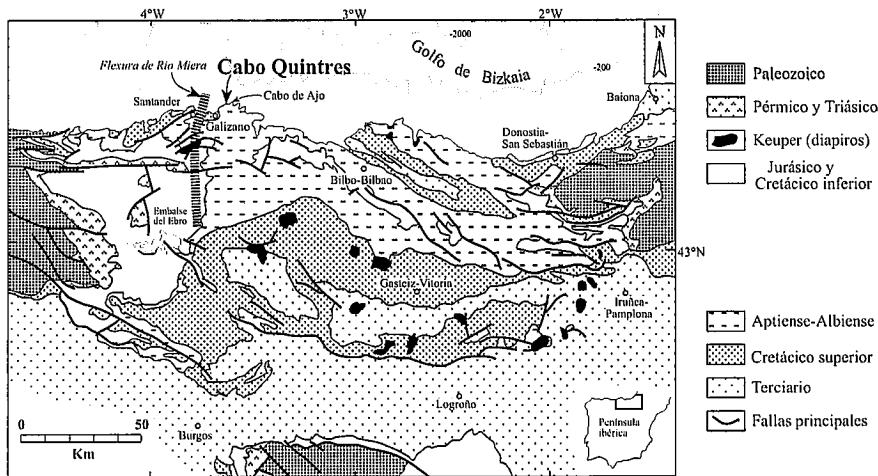 4°W
3°W
2°W
-2000
Golfo de Bizkaia
-200
N
Flexura de Río Miera
Cabo Quintres
Cabo de Ajo
Santander
Galizano
Baiona
Donostia-
San Sebastián
Bilbo-Bilbao
Embalse
del Ebro
43°N
Gasteiz-Vitoria
Iruñea-
Pamplona
Logroño
Burgos
0 50
Km
Península
ibérica
Paleozoico
Pérmico y Triásico
Keuper (diapiros)
Jurásico y
Cretácico inferior
Aptiense-Albiense
Cretácico superior
Terciario
Fallas principales